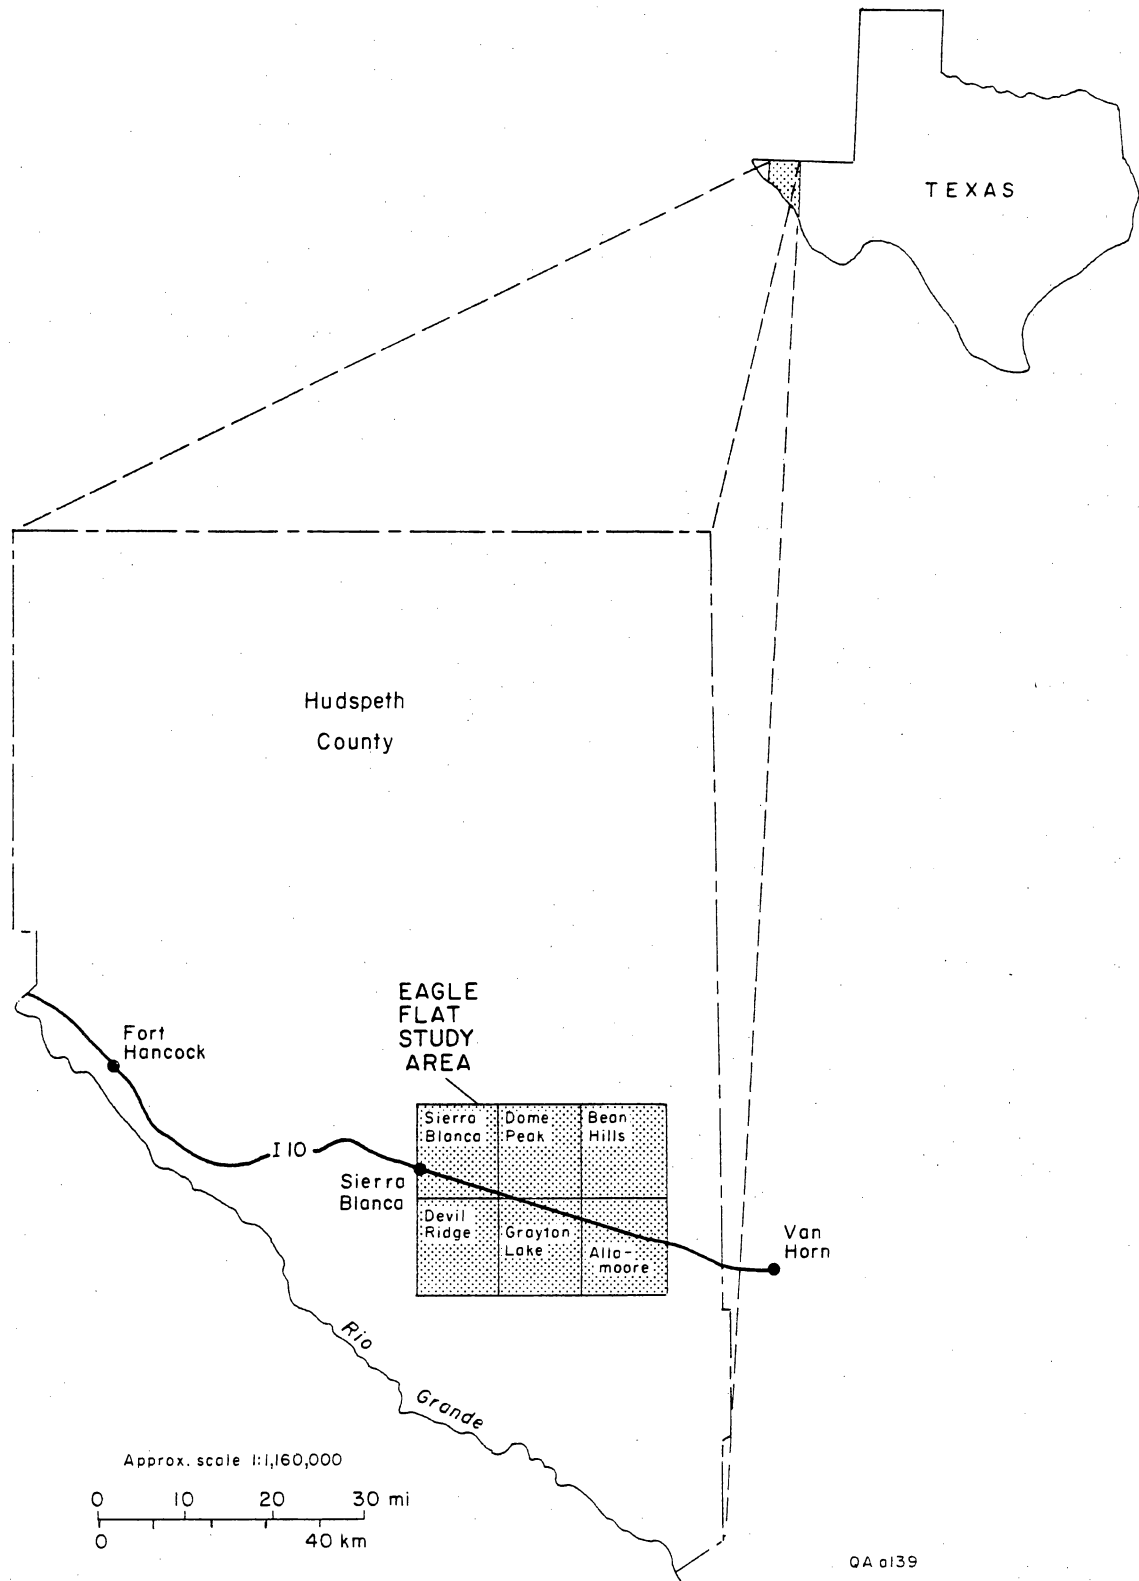 TEXAS
Hudspeth
County
EAGLE
FLAT
STUDY
AREA
Fort
Hancock
Sierra
Blanca
Dome
Peak
Bean
Hills
I 10
Sierra
Blanca
Devil
Ridge
Grayton
Lake
Alla-
moore
Van
Horn
Rio
Grande
Approx. scale 1:1,160,000
0 10 20 30 mi
0 40 km
QA a139